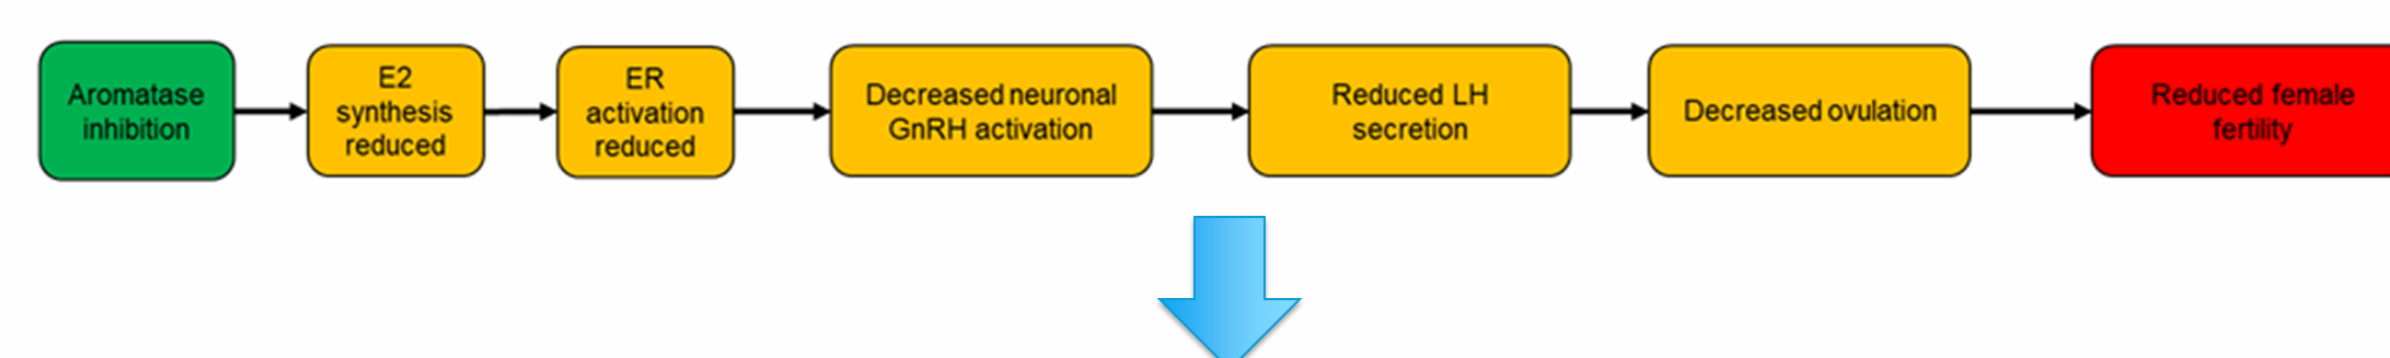 Aromatase
inhibition
E2
synthesis
reduced
ER
activation
reduced
Decreased neuronal
GnRH activation
Reduced LH
secretion
Decreased ovulation
Reduced female
fertility